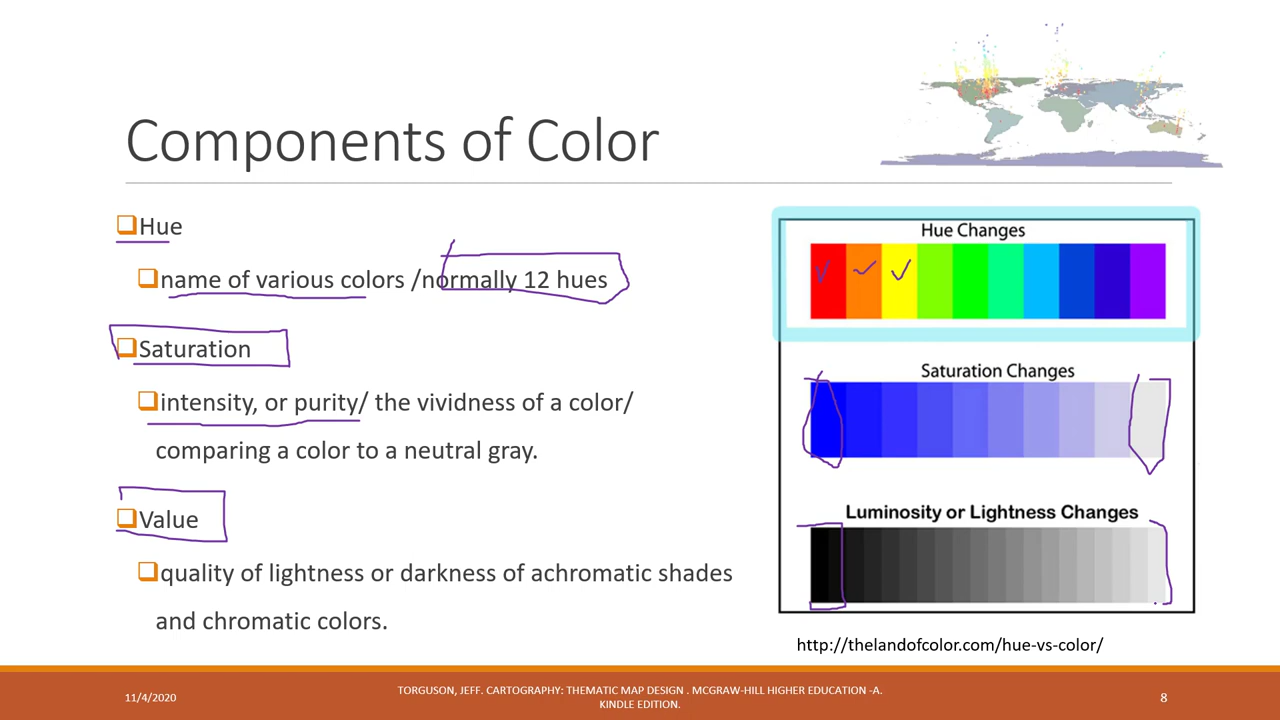 Components of Color
Hue
name of various colors /normally 12 hues
Saturation
intensity, or purity/ the vividness of a color/
comparing a color to a neutral gray.
Value
quality of lightness or darkness of achromatic shades
and chromatic colors.
Hue Changes
Saturation Changes
Luminosity or Lightness Changes
http://thelandofcolor.com/hue-vs-color/
11/4/2020
TORGUSON, JEFF. CARTOGRAPHY: THEMATIC MAP DESIGN . MCGRAW-HILL HIGHER EDUCATION -A.
KINDLE EDITION.
8